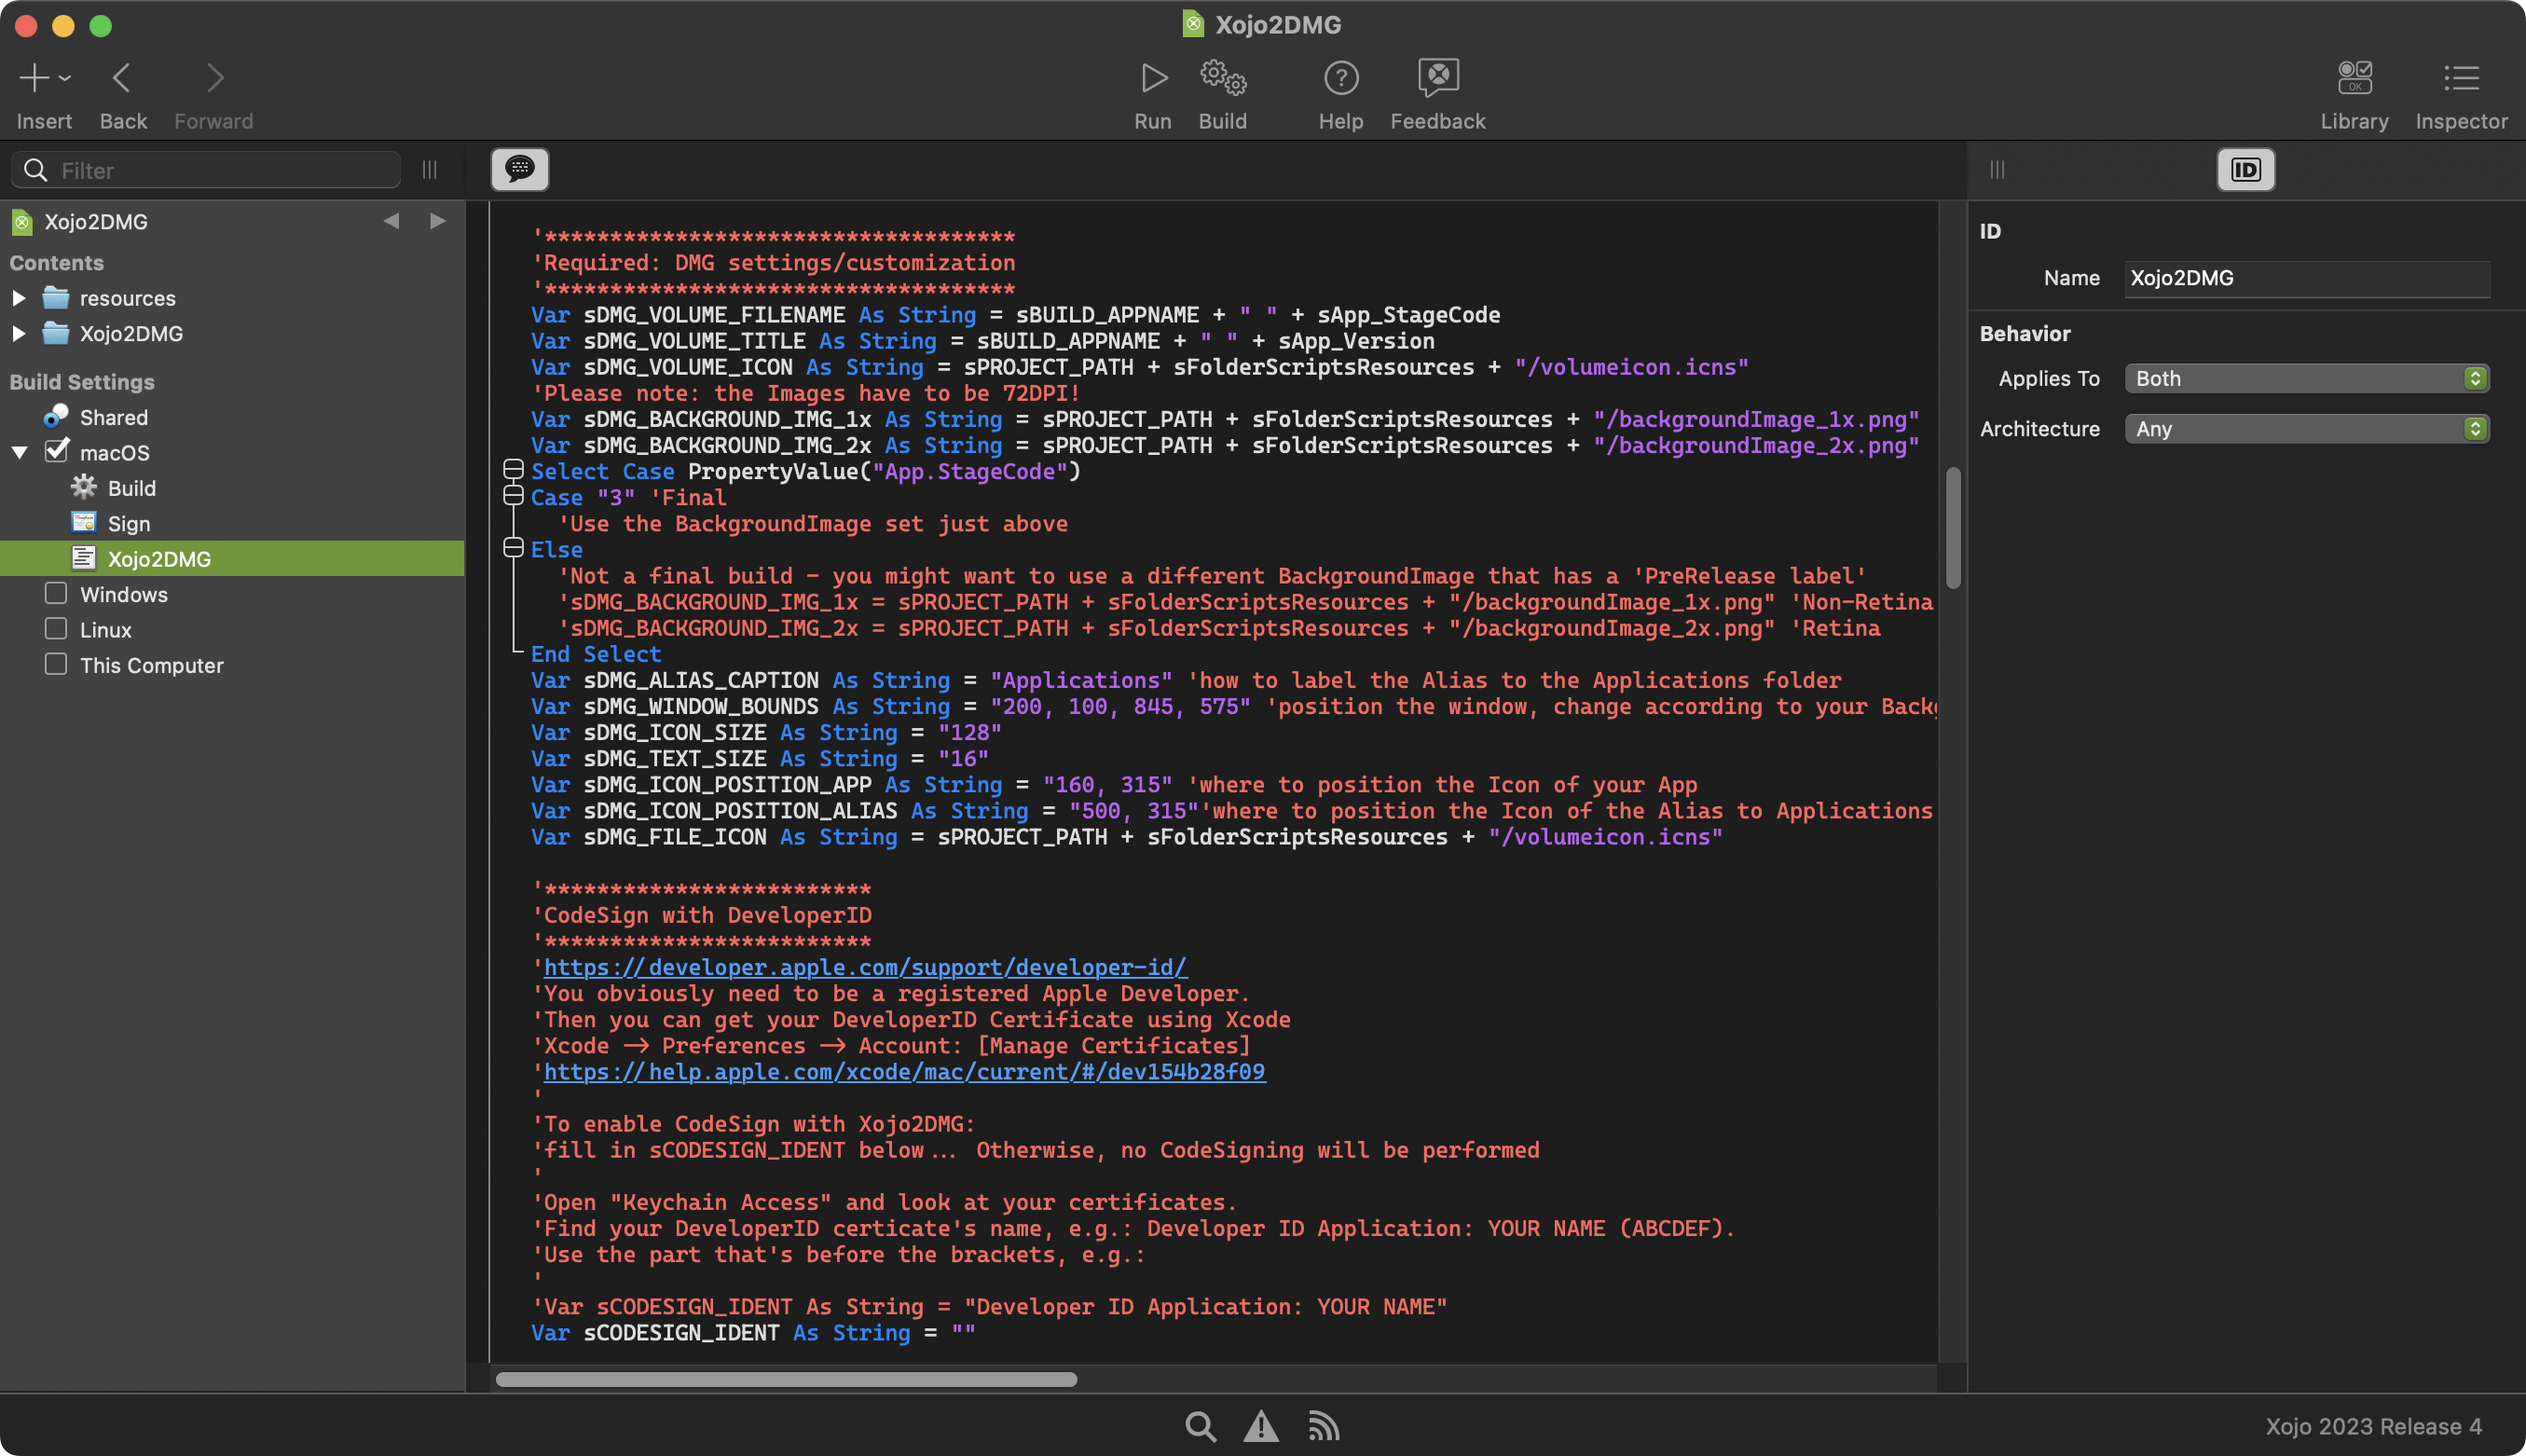 Xojo2DMG
Insert
Back
Forward
Run
Build
Help
Feedback
OK
Library
Inspector
Filter
ID
Xojo2DMG
Contents
resources
Xojo2DMG
Build Settings
Shared
macOS
Build
Sign
Xojo2DMG
Windows
Linux
This Computer
'************************************
'Required: DMG settings/customization
'************************************
Var sDMG_VOLUME_FILENAME As String = sBUILD_APPNAME + " " + sApp_StageCode
Var sDMG_VOLUME_TITLE As String = sBUILD_APPNAME + " " + sApp_Version
Var sDMG_VOLUME_ICON As String = sPROJECT_PATH + sFolderScriptsResources + "/volumeicon.icns"
'Please note: the Images have to be 72DPI!
Var sDMG_BACKGROUND_IMG_1x As String = sPROJECT_PATH + sFolderScriptsResources + "/backgroundImage_1x.png"
Var sDMG_BACKGROUND_IMG_2x As String = sPROJECT_PATH + sFolderScriptsResources + "/backgroundImage_2x.png"
Select Case PropertyValue("App.StageCode")
Case "3" 'Final
'Use the BackgroundImage set just above
Else
'Not a final build - you might want to use a different BackgroundImage that has a 'PreRelease label'
'sDMG_BACKGROUND_IMG_1x = sPROJECT_PATH + sFolderScriptsResources + "/backgroundImage_1x.png" 'Non-Retina
'sDMG_BACKGROUND_IMG_2x = sPROJECT_PATH + sFolderScriptsResources + "/backgroundImage_2x.png" 'Retina
End Select
Var sDMG_ALIAS_CAPTION As String = "Applications" 'how to label the Alias to the Applications folder
Var sDMG_WINDOW_BOUNDS As String = "200, 100, 845, 575" 'position the window, change according to your Back
Var sDMG_ICON_SIZE As String = "128"
Var sDMG_TEXT_SIZE As String = "16"
Var sDMG_ICON_POSITION_APP As String = "160, 315" 'where to position the Icon of your App
Var sDMG_ICON_POSITION_ALIAS As String = "500, 315"'where to position the Icon of the Alias to Applications
Var sDMG_FILE_ICON As String = sPROJECT_PATH + sFolderScriptsResources + "/volumeicon.icns"
'*************************
'CodeSign with DeveloperID
'*************************
'https://developer.apple.com/support/developer-id/
'You obviously need to be a registered Apple Developer.
'Then you can get your DeveloperID Certificate using Xcode
'Xcode --> Preferences --> Account: [Manage Certificates]
'https://help.apple.com/xcode/mac/current/#/dev154b28f09
'
'To enable CodeSign with Xojo2DMG:
'fill in sCODESIGN_IDENT below... Otherwise, no CodeSigning will be performed
'
'Open "Keychain Access" and look at your certificates.
'Find your DeveloperID certicate's name, e.g.: Developer ID Application: YOUR NAME (ABCDEF).
'Use the part that's before the brackets, e.g.:
'
'Var sCODESIGN_IDENT As String = "Developer ID Application: YOUR NAME"
Var sCODESIGN_IDENT As String = ""
ID
Name
Xojo2DMG
Behavior
Applies To
Both
Architecture
Any
Xojo 2023 Release 4